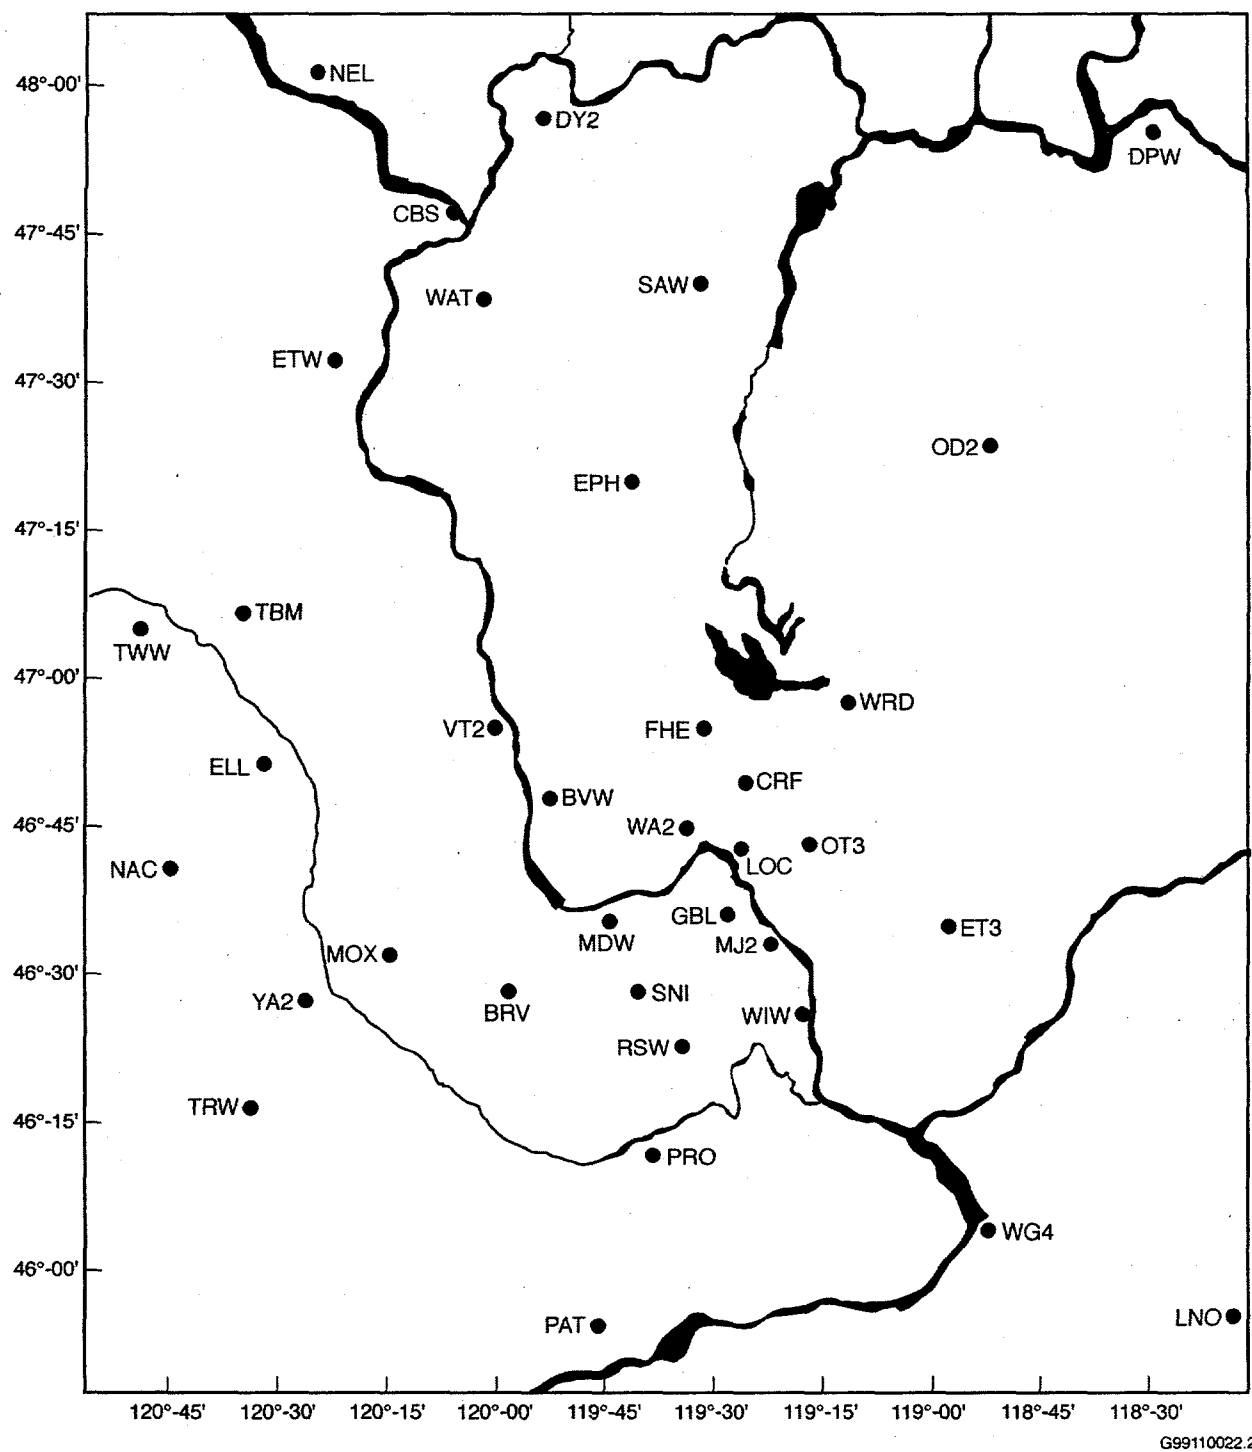 NEL
48°-00'
DY2
DPW
CBS
47°-45'
SAW
WAT
ETW
47°-30'
OD2
EPH
47°-15'
TBM
TWW
47°-00'
WRD
VT2
FHE
ELL
CRF
BVW
46°-45'
WA2
OT3
LOC
NAC
GBL
ET3
MDW
MJ2
MOX
46°-30'
YA2
SNI
BRV
WIW
RSW
TRW
46°-15'
PRO
WG4
46°-00'
LNO
PAT
120°-45' 120°-30' 120°-15' 120°-00' 119°-45' 119°-30' 119°-15' 119°-00' 118°-45' 118°-30'
G99110022.2